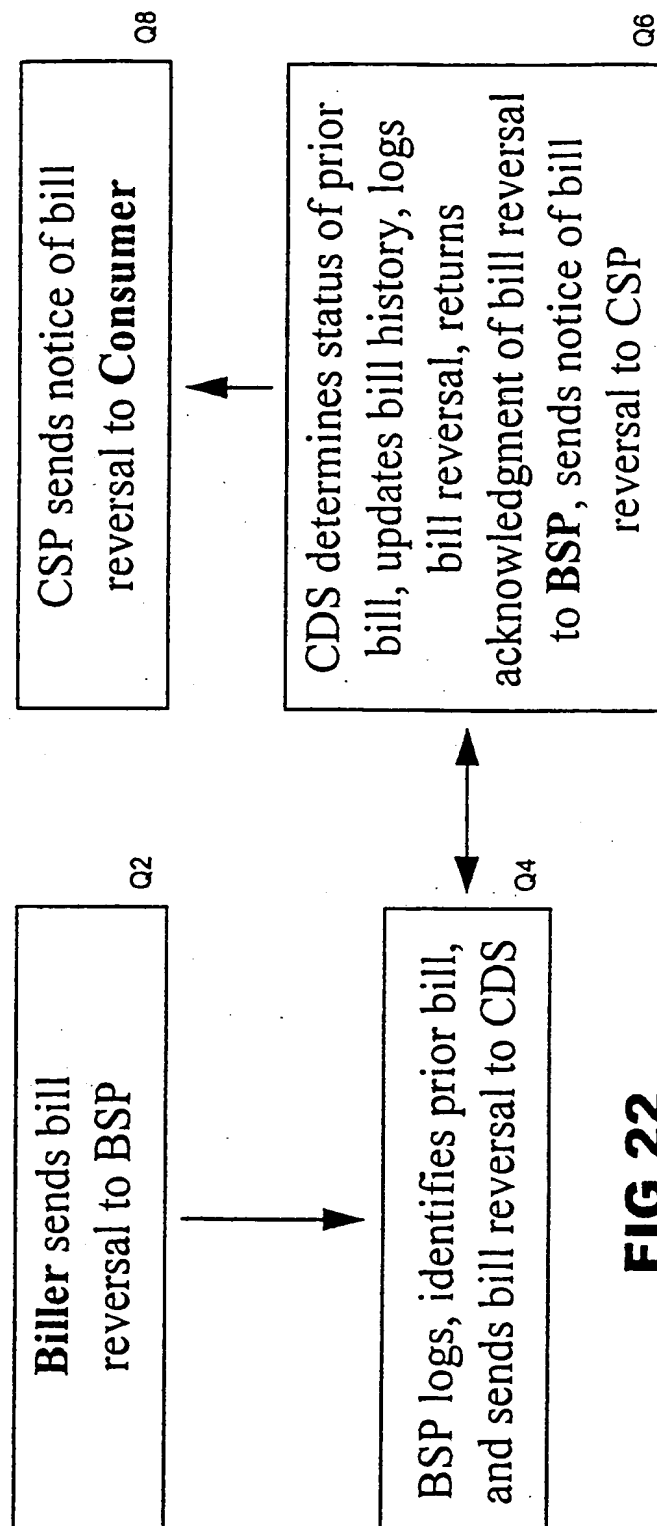 Biller sends bill
reversal to BSP
Q2
BSP logs, identifies prior bill,
and sends bill reversal to CDS
Q4
CDS determines status of prior
bill, updates bill history, logs
bill reversal, returns
acknowledgment of bill reversal
to BSP, sends notice of bill
reversal to CSP
Q6
CSP sends notice of bill
reversal to Consumer
Q8
FIG 22